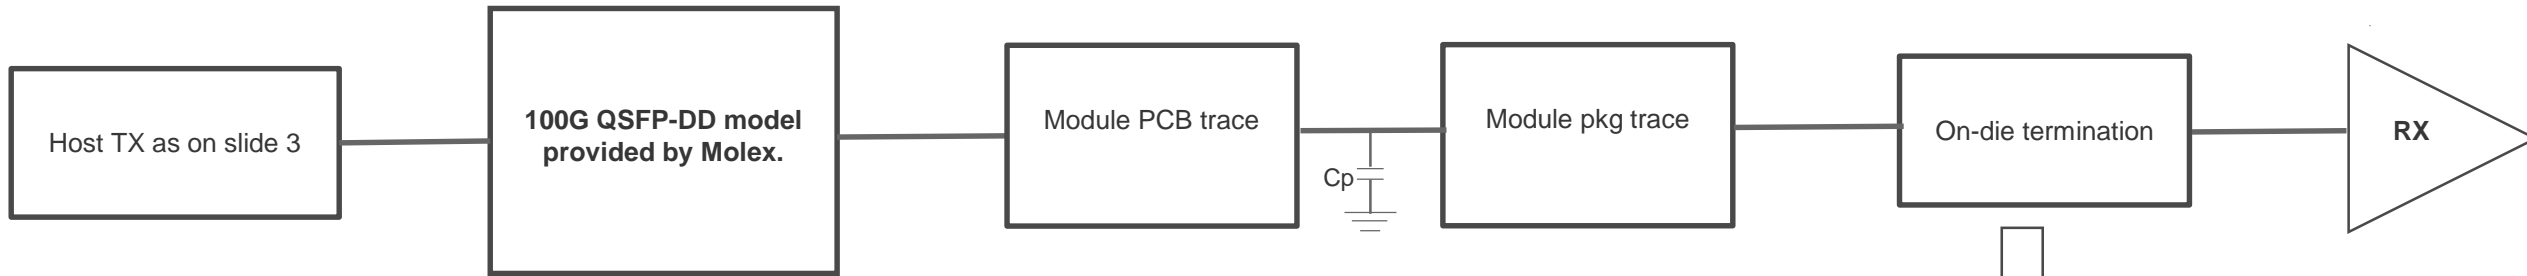 Host TX as on slide 3
100G QSFP-DD model
provided by Molex.
Module PCB trace
Cp
Module pkg trace
On-die termination
RX